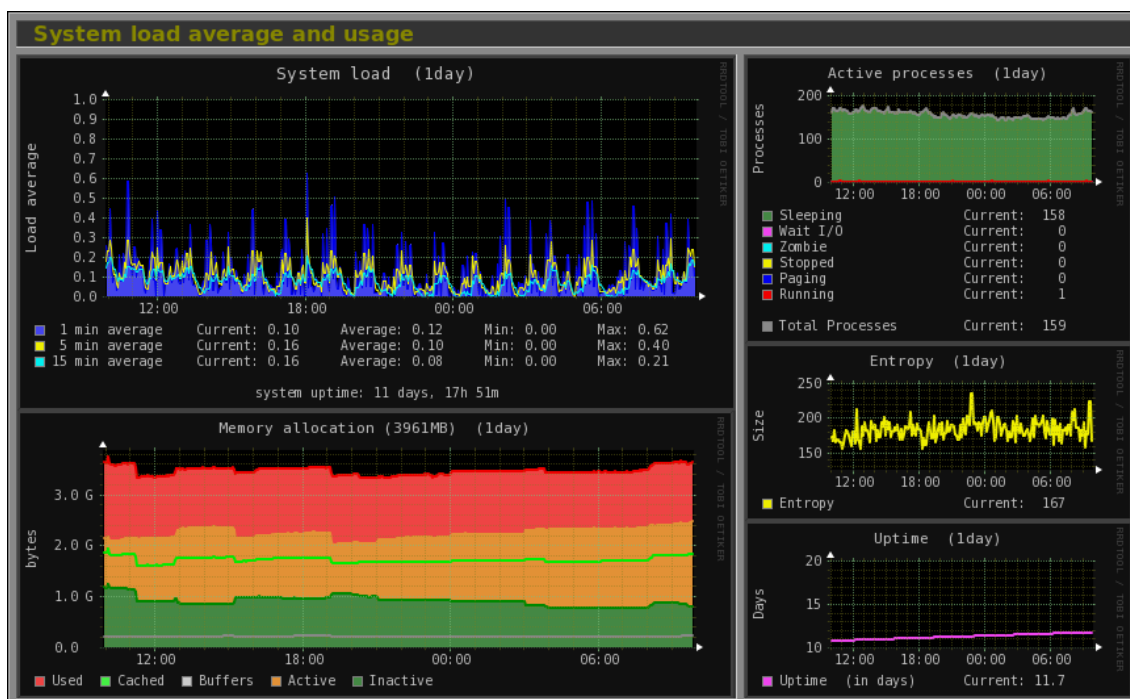 System load average and usage
System load (1day)
RRDTOOL / TOBI OETIKER
Load average
1.0
0.9
0.8
0.7
0.6
0.5
0.4
0.3
0.2
0.1
0.0
12:00 18:00 00:00 06:00
1 min average Current: 0.10 Average: 0.12 Min: 0.00 Max: 0.62
5 min average Current: 0.16 Average: 0.10 Min: 0.00 Max: 0.40
15 min average Current: 0.16 Average: 0.08 Min: 0.00 Max: 0.21
system uptime: 11 days, 17h 51m
Memory allocation (3961MB) (1day)
RRDTOOL / TOBI OETIKER
bytes
3.0 G
2.0 G
1.0 G
0.0
12:00 18:00 00:00 06:00
Used Cached Buffers Active Inactive
Active processes (1day)
RRDTOOL / TOBI OETIKER
Processes
200
100
0
12:00 18:00 00:00 06:00
Sleeping Current: 158
Wait I/O Current: 0
Zombie Current: 0
Stopped Current: 0
Paging Current: 0
Running Current: 1
Total Processes Current: 159
Entropy (1day)
RRDTOOL / TOBI OETIKER
Size
250
200
150
12:00 18:00 00:00 06:00
Entropy Current: 167
Uptime (1day)
RRDTOOL / TOBI OETIKER
Days
20
15
10
12:00 18:00 00:00 06:00
Uptime (in days) Current: 11.7